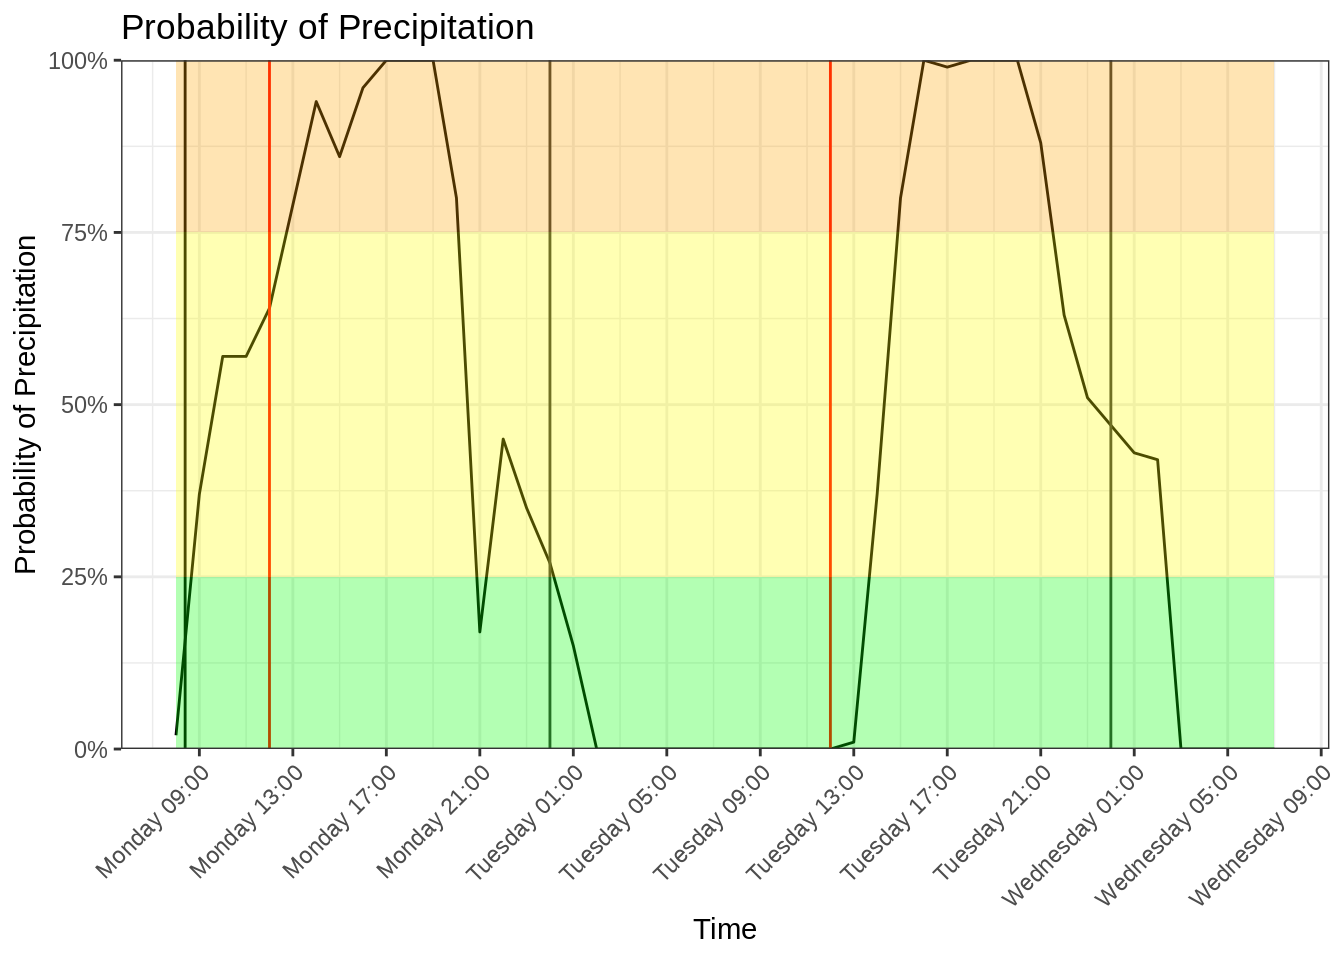 Probability of Precipitation
Probability of Precipitation
100%
75%
50%
25%
0%
Monday 09:00
Monday 13:00
Monday 17:00
Monday 21:00
Tuesday 01:00
Tuesday 05:00
Tuesday 09:00
Tuesday 13:00
Tuesday 17:00
Tuesday 21:00
Wednesday 01:00
Wednesday 05:00
Wednesday 09:00
Time